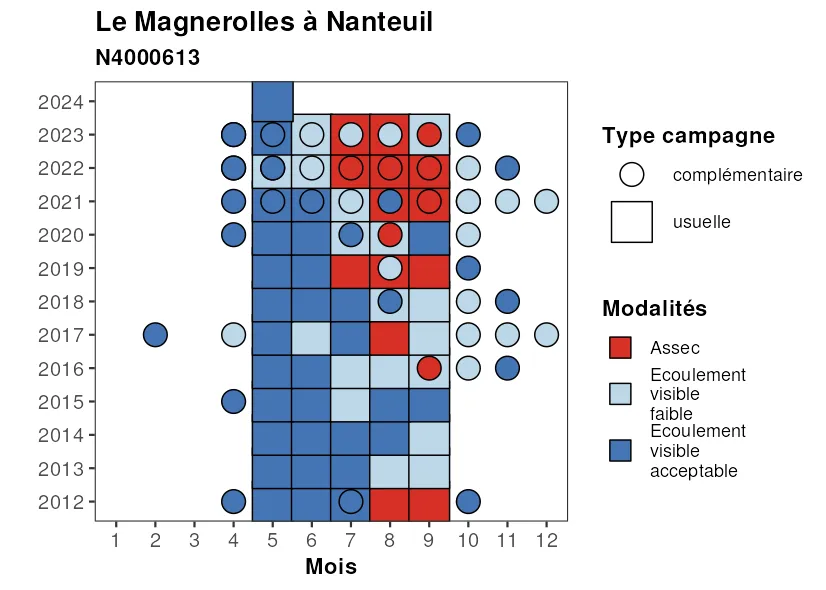 Le Magnerolles à Nanteuil
N4000613
2024
2023
2022
2021
2020
2019
2018
2017
2016
2015
2014
2013
2012
1 2 3 4 5 6 7 8 9 10 11 12
Mois
Type campagne
complémentaire
usuelle
Modalités
Assec
Ecoulement
visible
faible
Ecoulement
visible
acceptable